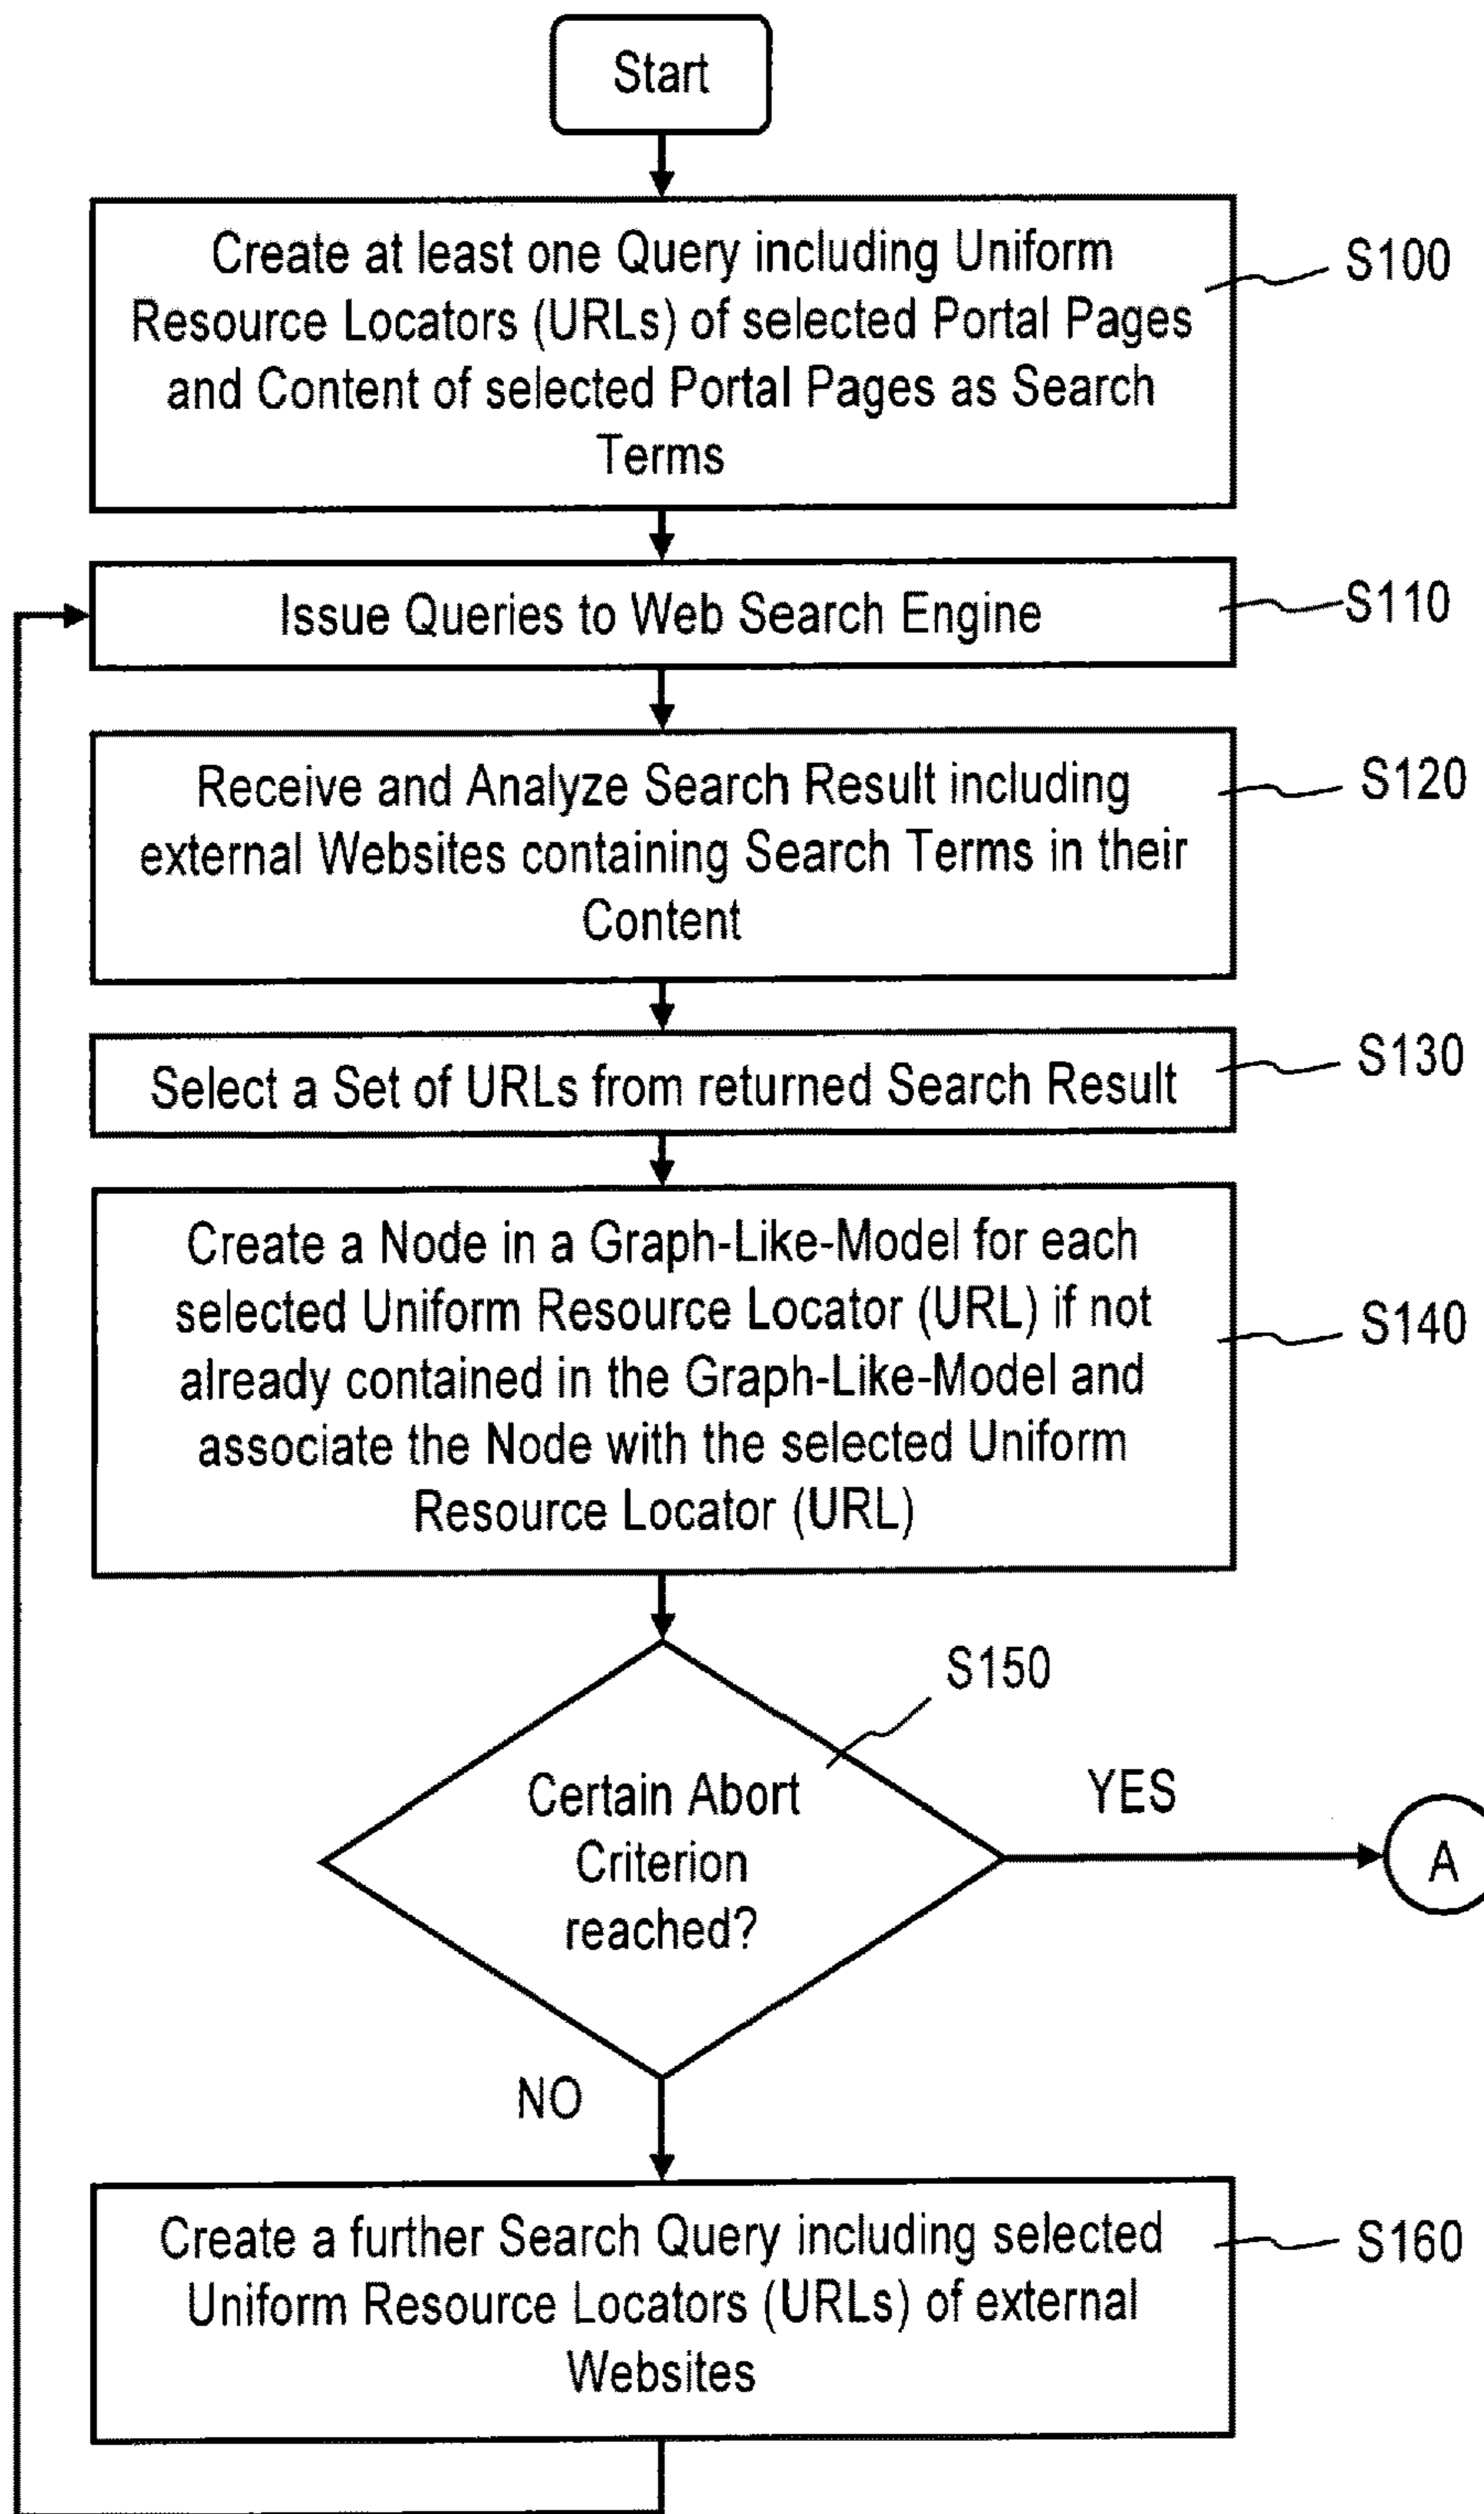 Start
Create at least one Query including Uniform
Resource Locators (URLs) of selected Portal Pages
and Content of selected Portal Pages as Search
Terms
S100
Issue Queries to Web Search Engine
S110
Receive and Analyze Search Result including
external Websites containing Search Terms in their
Content
S120
Select a Set of URLs from returned Search Result
S130
Create a Node in a Graph-Like-Model for each
selected Uniform Resource Locator (URL) if not
already contained in the Graph-Like-Model and
associate the Node with the selected Uniform
Resource Locator (URL)
S140
S150
Certain Abort
Criterion
reached?
YES
A
NO
Create a further Search Query including selected
Uniform Resource Locators (URLs) of external
Websites
S160